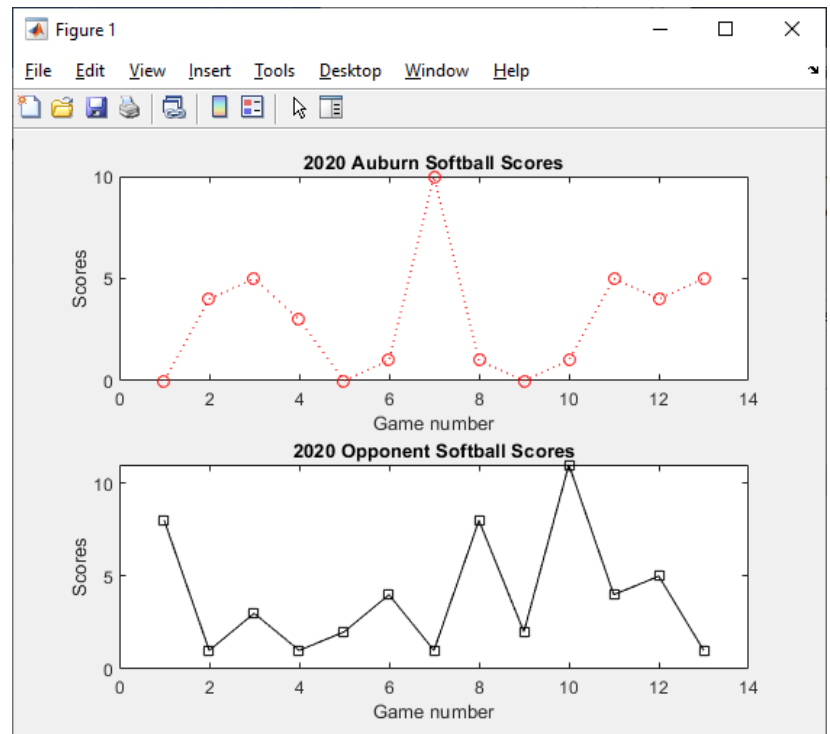 Figure 1
File Edit View Insert Tools Desktop Window Help
2020 Auburn Softball Scores
10
5
0
Scores
0 2 4 6 8 10 12 14
Game number
2020 Opponent Softball Scores
10
5
0
Scores
0 2 4 6 8 10 12 14
Game number